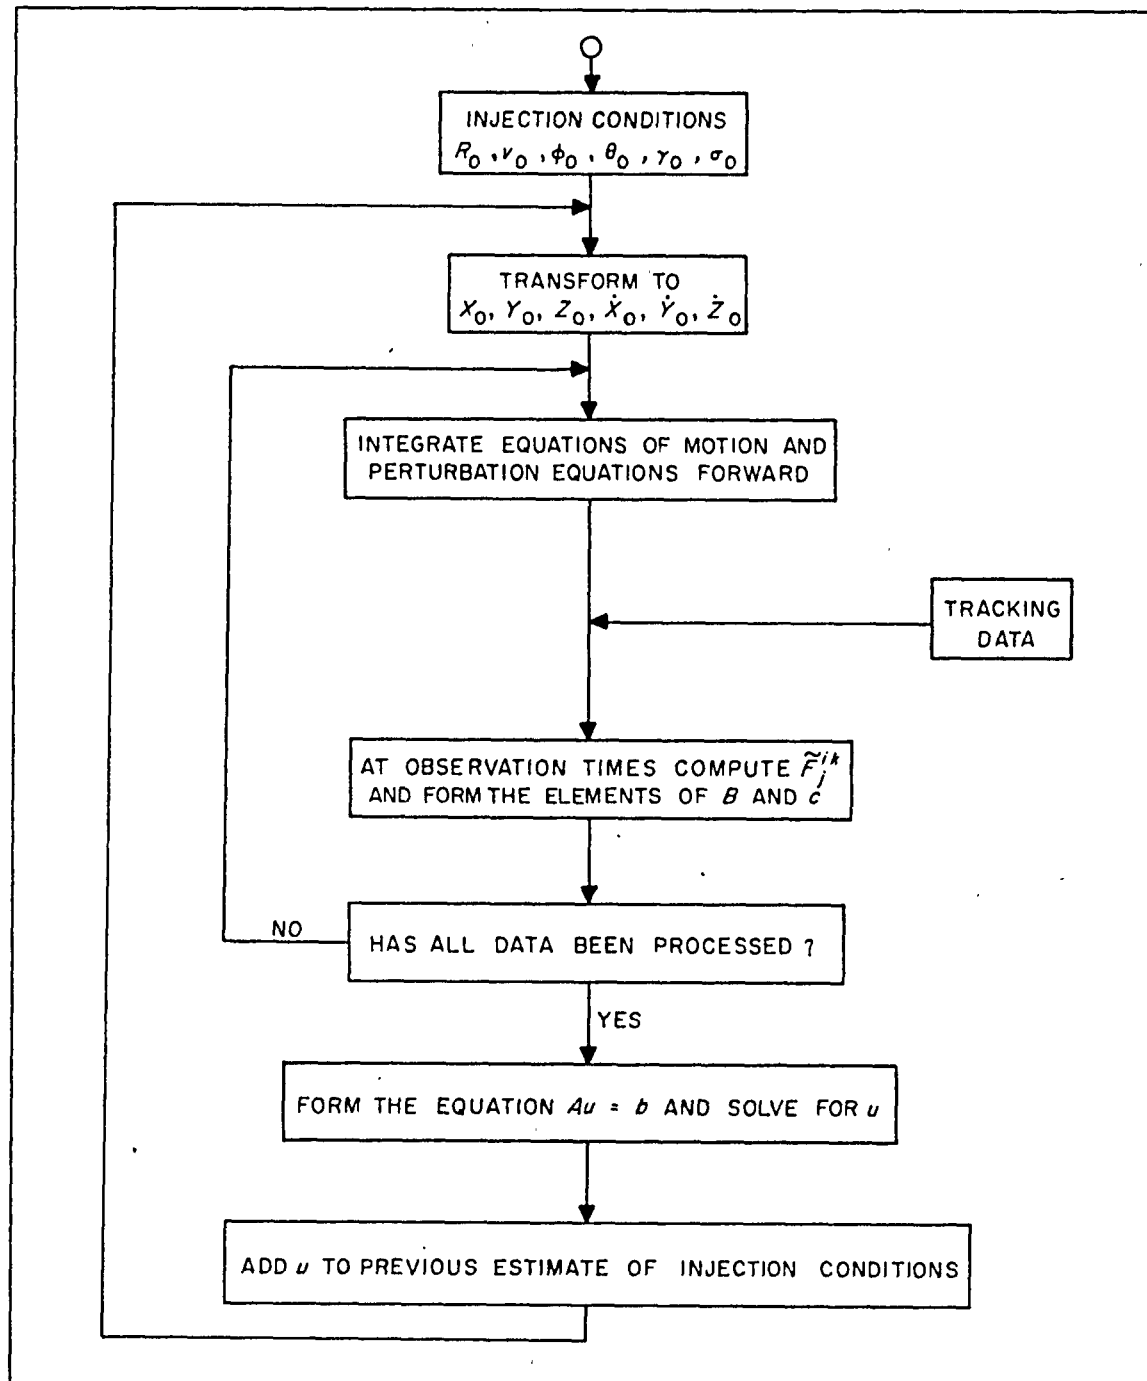 INJECTION CONDITIONS
R₀, v₀, ϕ₀, θ₀, γ₀, σ₀
TRANSFORM TO
X₀, Y₀, Z₀, Ẋ₀, Ẏ₀, Ż₀
INTEGRATE EQUATIONS OF MOTION AND
PERTURBATION EQUATIONS FORWARD
TRACKING
DATA
AT OBSERVATION TIMES COMPUTE F̃ⱼⁱᵏ
AND FORM THE ELEMENTS OF B AND c
NO
HAS ALL DATA BEEN PROCESSED ?
YES
FORM THE EQUATION Au = b AND SOLVE FOR u
ADD u TO PREVIOUS ESTIMATE OF INJECTION CONDITIONS